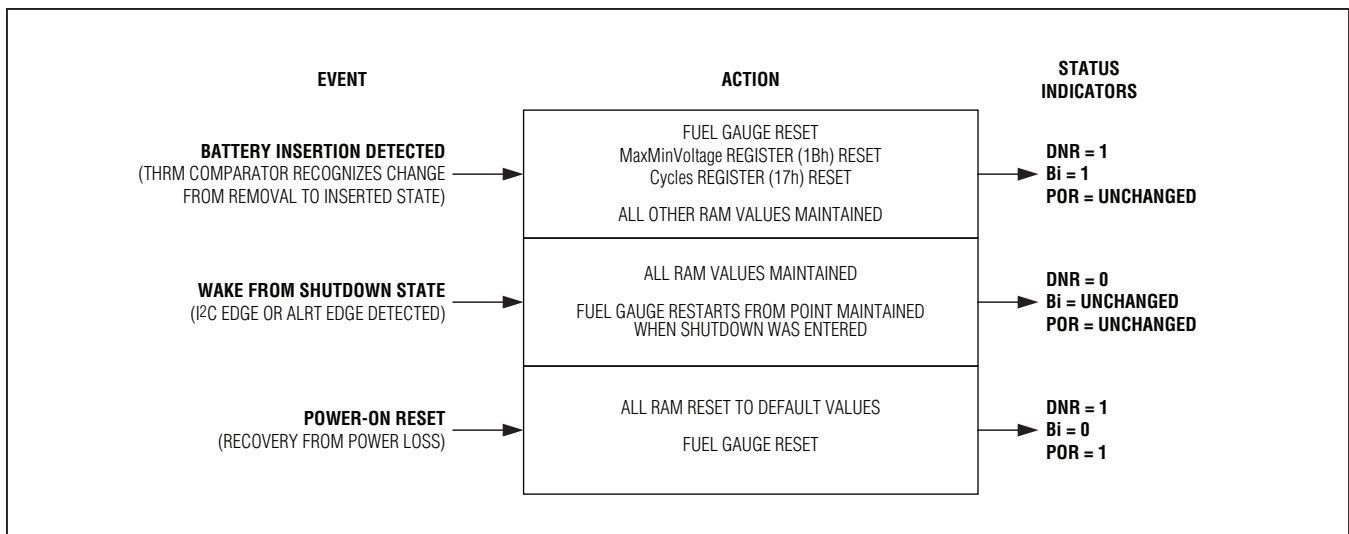 EVENT
ACTION
STATUS
INDICATORS
BATTERY INSERTION DETECTED
(THRM COMPARATOR RECOGNIZES CHANGE
FROM REMOVAL TO INSERTED STATE)
FUEL GAUGE RESET
MaxMinVoltage REGISTER (1Bh) RESET
Cycles REGISTER (17h) RESET
ALL OTHER RAM VALUES MAINTAINED
DNR = 1
Bi = 1
POR = UNCHANGED
WAKE FROM SHUTDOWN STATE
(I2C EDGE OR ALRT EDGE DETECTED)
ALL RAM VALUES MAINTAINED
FUEL GAUGE RESTARTS FROM POINT MAINTAINED
WHEN SHUTDOWN WAS ENTERED
DNR = 0
Bi = UNCHANGED
POR = UNCHANGED
POWER-ON RESET
(RECOVERY FROM POWER LOSS)
ALL RAM RESET TO DEFAULT VALUES
FUEL GAUGE RESET
DNR = 1
Bi = 0
POR = 1